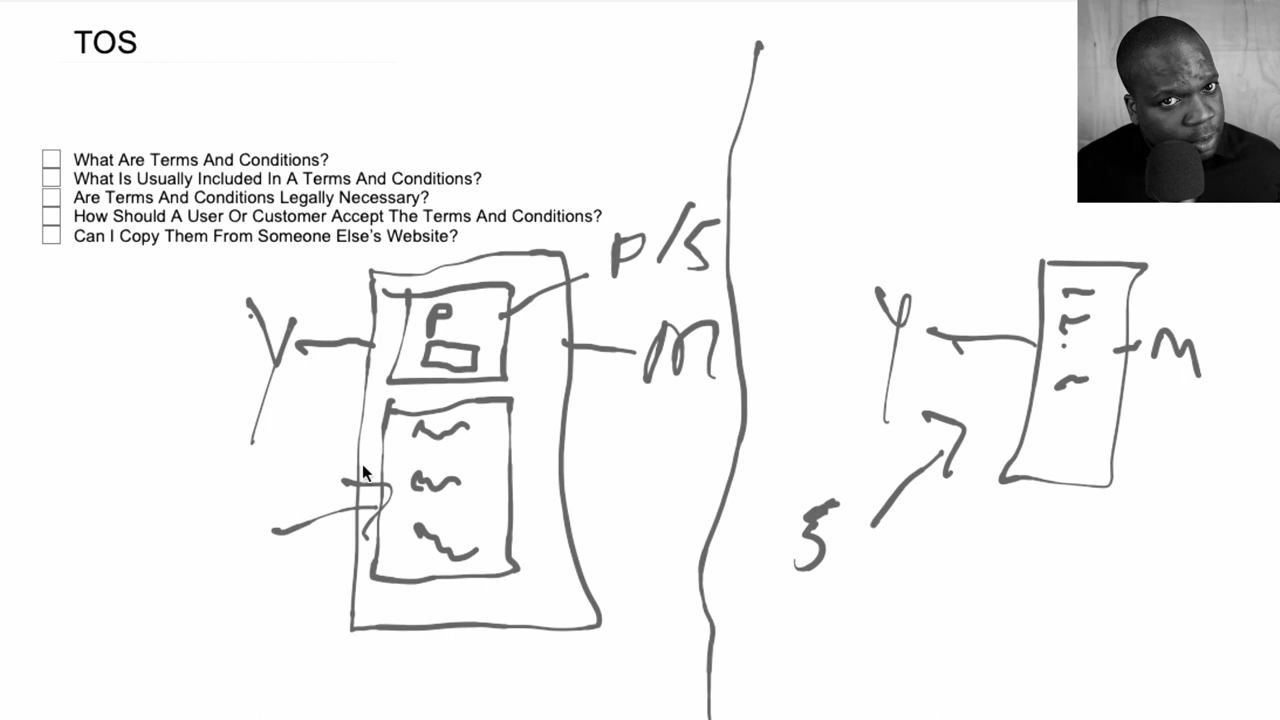 TOS
What Are Terms And Conditions?
What Is Usually Included In A Terms And Conditions?
Are Terms And Conditions Legally Necessary?
How Should A User Or Customer Accept The Terms And Conditions?
Can I Copy Them From Someone Else's Website?
P/S
P
Y
M
Y
M
S